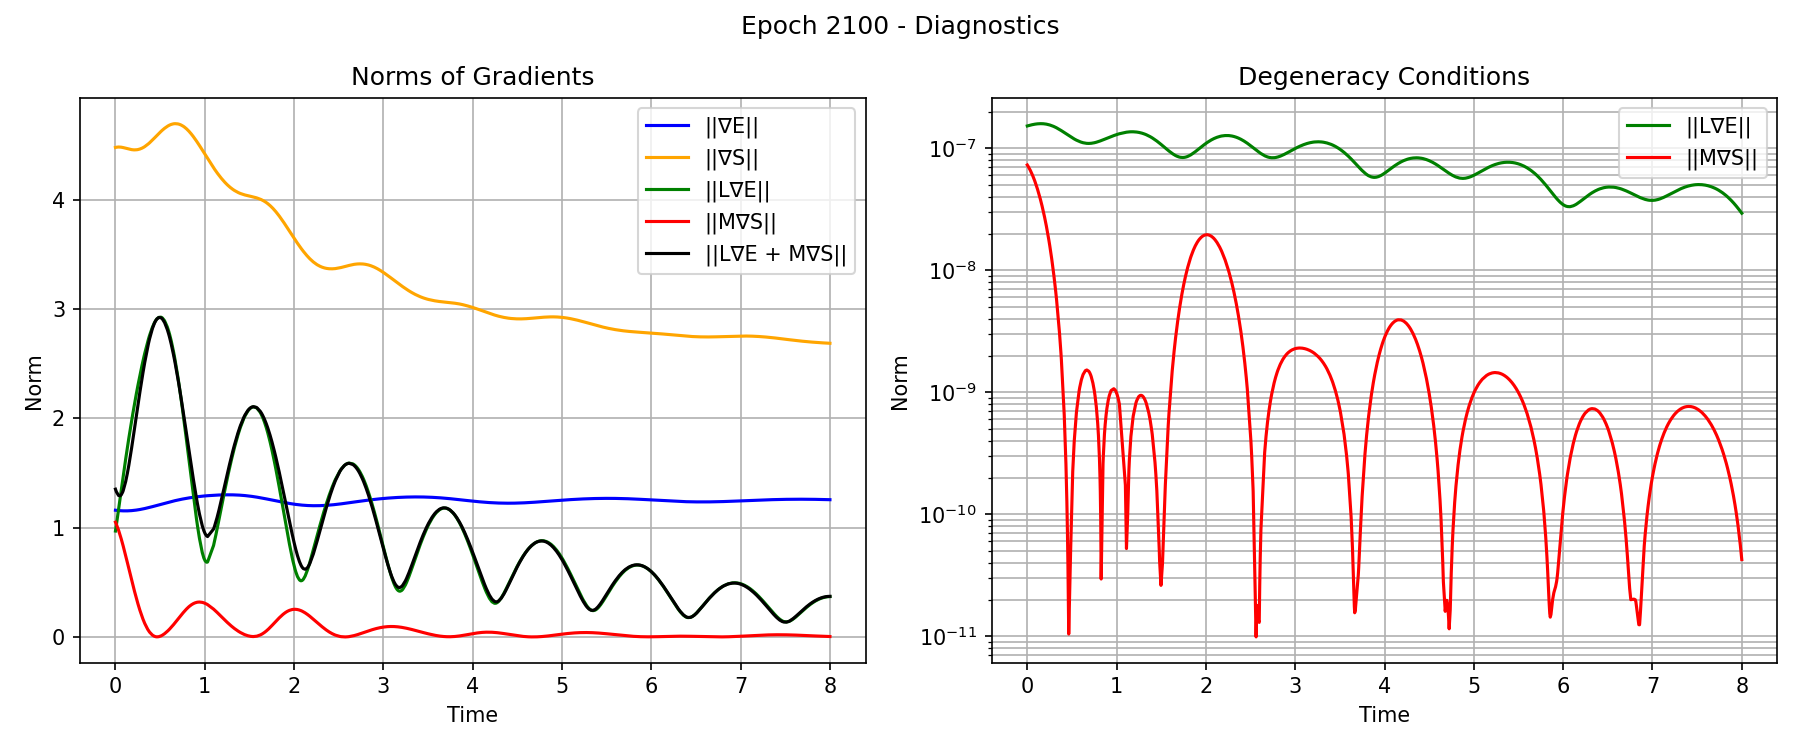 Epoch 2100 - Diagnostics
Norms of Gradients
Norm
4
3
2
1
0
||∇E||
||∇S||
||L∇E||
||M∇S||
||L∇E + M∇S||
0 1 2 3 4 5 6 7 8
Time
Degeneracy Conditions
Norm
10⁻⁷
10⁻⁸
10⁻⁹
10⁻¹⁰
10⁻¹¹
||L∇E||
||M∇S||
0 1 2 3 4 5 6 7 8
Time